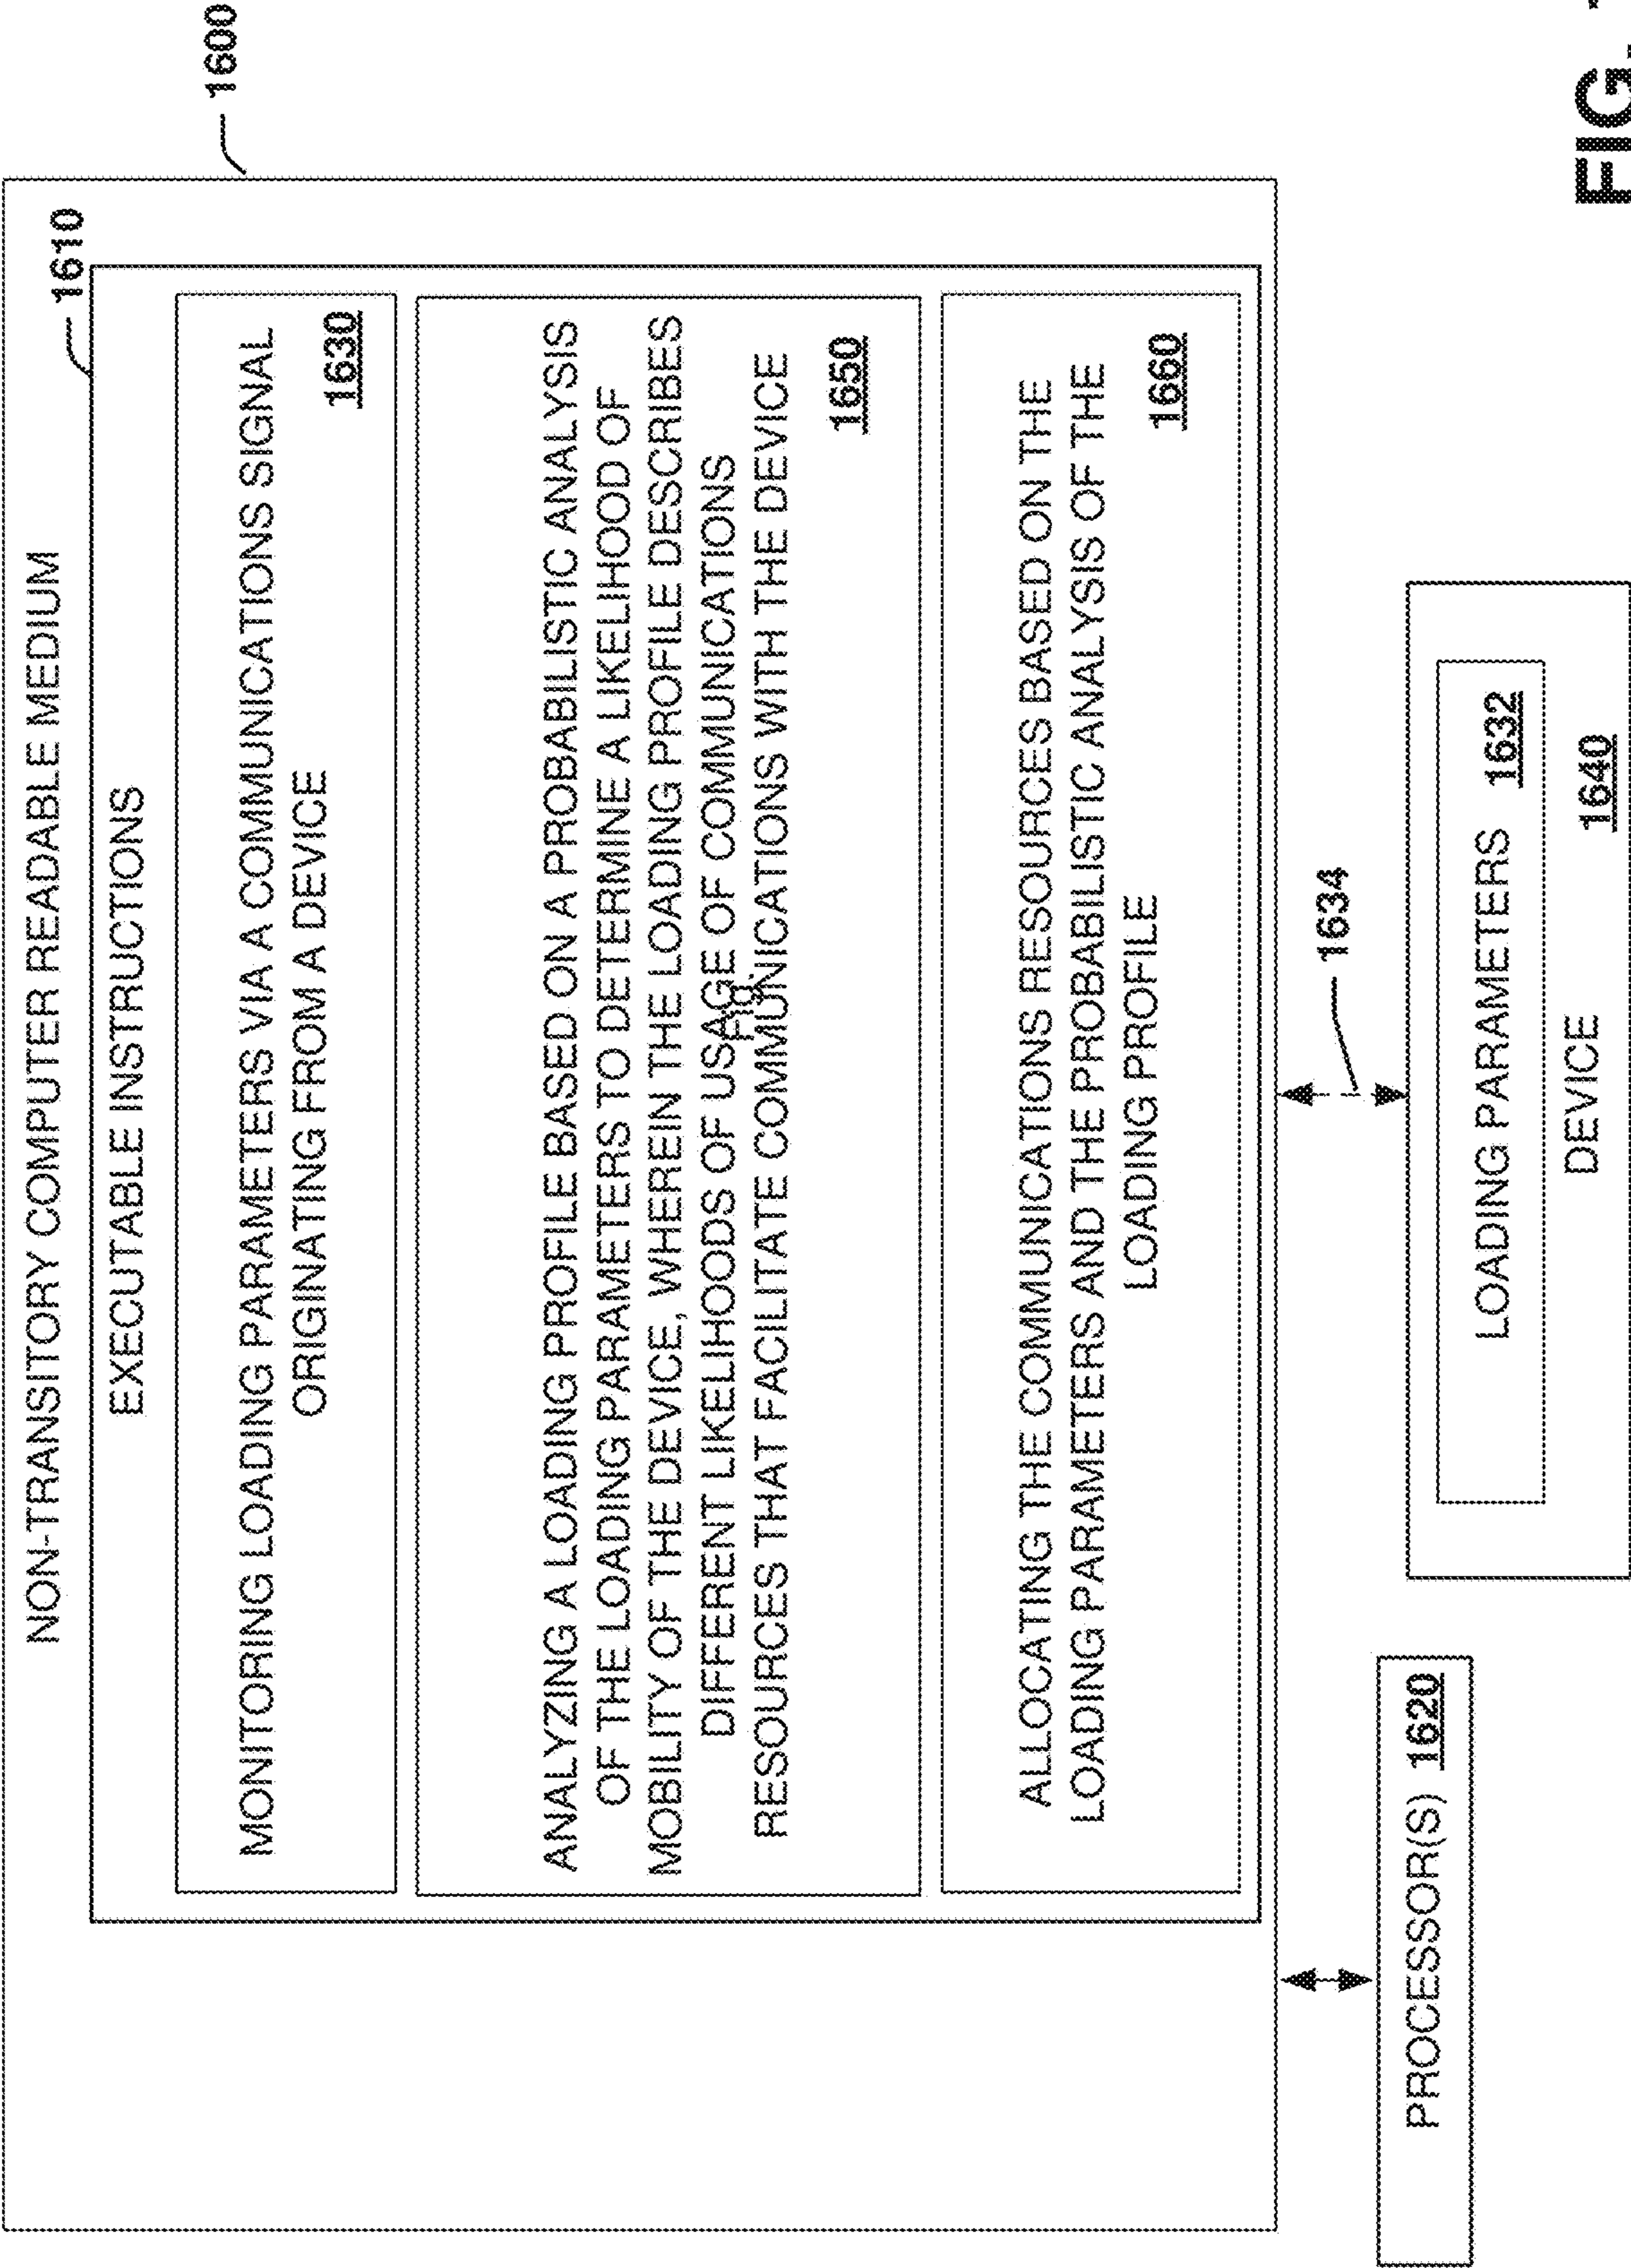 1600
NON-TRANSITORY COMPUTER READABLE MEDIUM
1610
EXECUTABLE INSTRUCTIONS
MONITORING LOADING PARAMETERS VIA A COMMUNICATIONS SIGNAL
ORIGINATING FROM A DEVICE
1630
ANALYZING A LOADING PROFILE BASED ON A PROBABILISTIC ANALYSIS
OF THE LOADING PARAMETERS TO DETERMINE A LIKELIHOOD OF
MOBILITY OF THE DEVICE, WHEREIN THE LOADING PROFILE DESCRIBES
DIFFERENT LIKELIHOODS OF USAGE OF COMMUNICATIONS
Fig.
RESOURCES THAT FACILITATE COMMUNICATIONS WITH THE DEVICE
1650
ALLOCATING THE COMMUNICATIONS RESOURCES BASED ON THE
LOADING PARAMETERS AND THE PROBABILISTIC ANALYSIS OF THE
LOADING PROFILE
1660
1634
PROCESSOR(S) 1620
LOADING PARAMETERS 1632
DEVICE 1640
FIG.